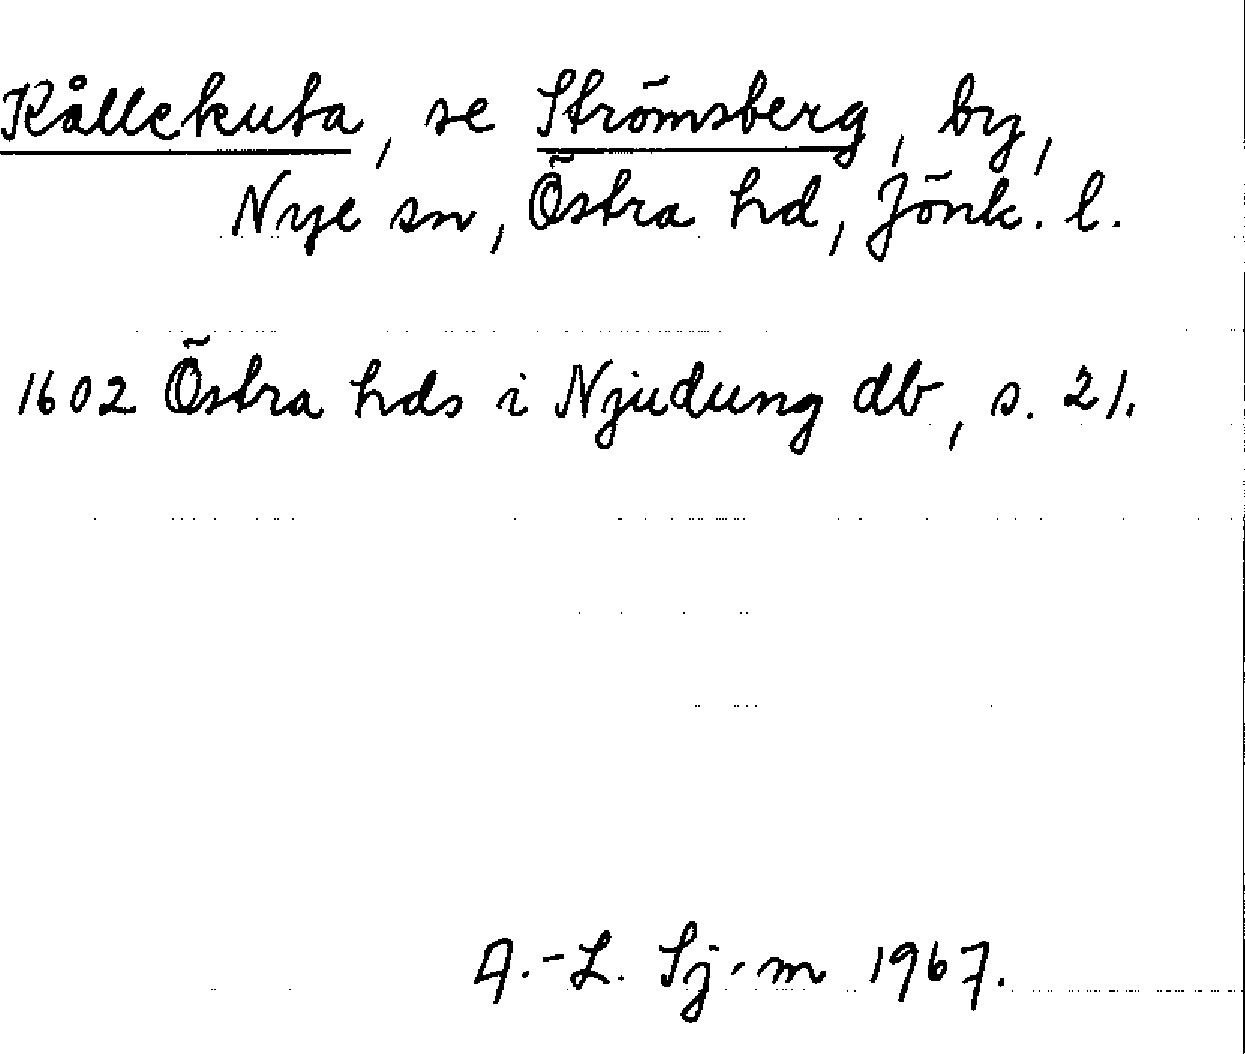 Kållekuta, se Strömsberg, by,
Nye sn, Östra hd, Jönk. l.
1602 Östra hds i Njudung db, s. 21.
A.-L. Sj-m 1967.